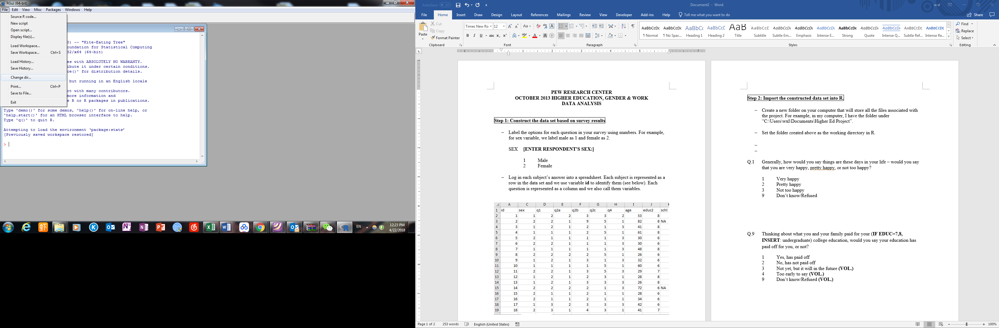 RGui (64-bit)
File Edit View Misc Packages Windows Help
Source R code...
New script
Open script...
Display file(s)...
Load Workspace...
Save Workspace... Ctrl+S
Load History...
Save History...
Change dir...
Print... Ctrl+P
Save to File...
Exit
0) -- "Kite-Eating Tree"
oundation for Statistical Computing
32/x64 (64-bit)
es with ABSOLUTELY NO WARRANTY.
ibute it under certain conditions.
ce()' for distribution details.
but running in an English locale
ct with many contributors.
more information and
e R or R packages in publications.
Type 'demo()' for some demos, 'help()' for on-line help, or
'help.start()' for an HTML browser interface to help.
Type 'q()' to quit R.
Attempting to load the environment ‘package:stats’
[Previously saved workspace restored]
>
EN
12:23 PM
4/22/2018
AutoSave Off
Document2 - Word
w xl
File Home Insert Draw Design Layout References Mailings Review View Developer Add-ins Help Tell me what you want to do
Share
Paste
Cut
Copy
Format Painter
Clipboard
Times New Ro 12
Font
Paragraph
AaBbCcDc AaBbCcDc AaBbCc AaBbCcE AaB AaBbCcD AaBbCcDc AaBbCcDc AaBbCcDc AaBbCcDc AaBbCcDc AaBbCcDc AABBCCDE AABBCCDE
¶ Normal ¶ No Spac... Heading 1 Heading 2 Title Subtitle Subtle Em... Emphasis Intense E... Strong Quote Intense Q... Subtle Ref... Intense Re...
Styles
Find
Replace
Select
Editing
PEW RESEARCH CENTER
OCTOBER 2013 HIGHER EDUCATION, GENDER & WORK
DATA ANALYSIS
Step 1: Construct the data set based on survey results
– Label the options for each question in your survey using numbers. For example,
for sex variable, we label male as 1 and female as 2.
SEX [ENTER RESPONDENT'S SEX:]
1 Male
2 Female
– Log in each subject’s answer into a spreadsheet. Each subject is represented as a
row in the data set and we use variable id to identify them (see below). Each
question is represented as a column and we also call them variables.
A C D E F G H I J
1 id sex q1 q2a q2b q2c q4 age educ2 schl
2 1 1 2 2 3 3 2 53 8
3 2 2 2 1 9 5 1 82 8 NA
4 3 1 2 1 2 1 3 41 8
5 4 1 1 1 2 5 1 61 8
6 5 2 1 1 1 1 3 30 6
7 6 2 2 1 1 1 3 30 6
8 7 1 1 1 1 1 3 48 8
9 8 2 2 2 2 5 1 26 6
10 9 1 2 1 3 1 3 32 6
11 10 1 1 1 1 5 1 60 6
12 11 2 2 1 3 5 3 29 7
13 12 1 2 1 2 3 1 28 8
14 13 1 2 1 3 3 3 26 8
15 14 2 2 2 2 1 3 72 6 NA
16 15 2 1 1 2 1 1 28 6
17 16 2 1 1 2 1 1 34 6
18 17 1 3 2 3 3 3 42 6
19 18 2 3 1 4 3 1 41 7
Step 2: Import the constructed data set into R.
– Create a new folder on your computer that will store all the files associated with
the project. For example, in my computer, I have the folder under
“C:\Users\wxl\Documents\Higher Ed Project”.
– Set the folder created above as the working directory in R.
–
–
Q.1 Generally, how would you say things are these days in your life – would you say
that you are very happy, pretty happy, or not too happy?
1 Very happy
2 Pretty happy
3 Not too happy
9 Don’t know/Refused
Q.9 Thinking about what you and your family paid for your (IF EDUC=7,8,
INSERT: undergraduate) college education, would you say your education has
paid off for you, or not?
1 Yes, has paid off
2 No, has not paid off
3 Not yet, but it will in the future (VOL.)
4 Too early to say (VOL.)
9 Don’t know/Refused (VOL.)
Page 1 of 2 253 words English (United States)
100%